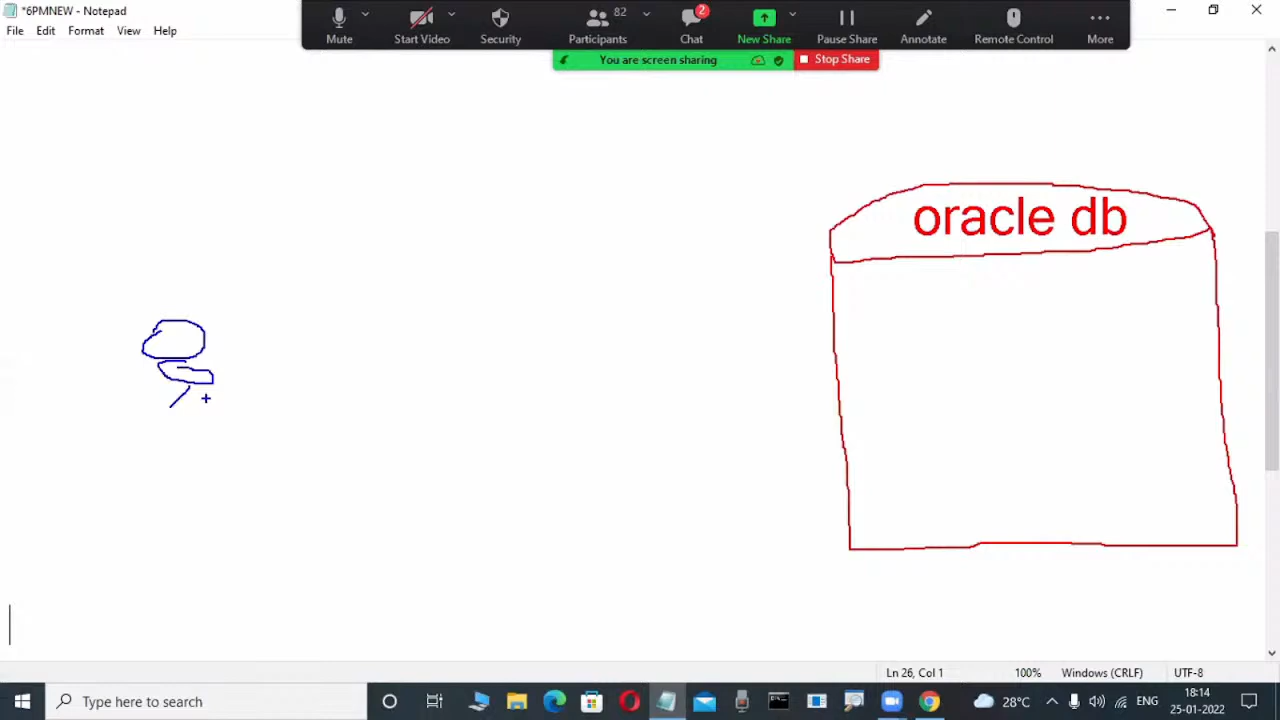 *6PMNEW - Notepad
File Edit Format View Help
Mute Start Video Security Participants 82 Chat 2 New Share Pause Share Annotate Remote Control More
You are screen sharing Stop Share
oracle db
Ln 26, Col 1 100% Windows (CRLF) UTF-8
Type here to search 28°C ENG 18:14
25-01-2022